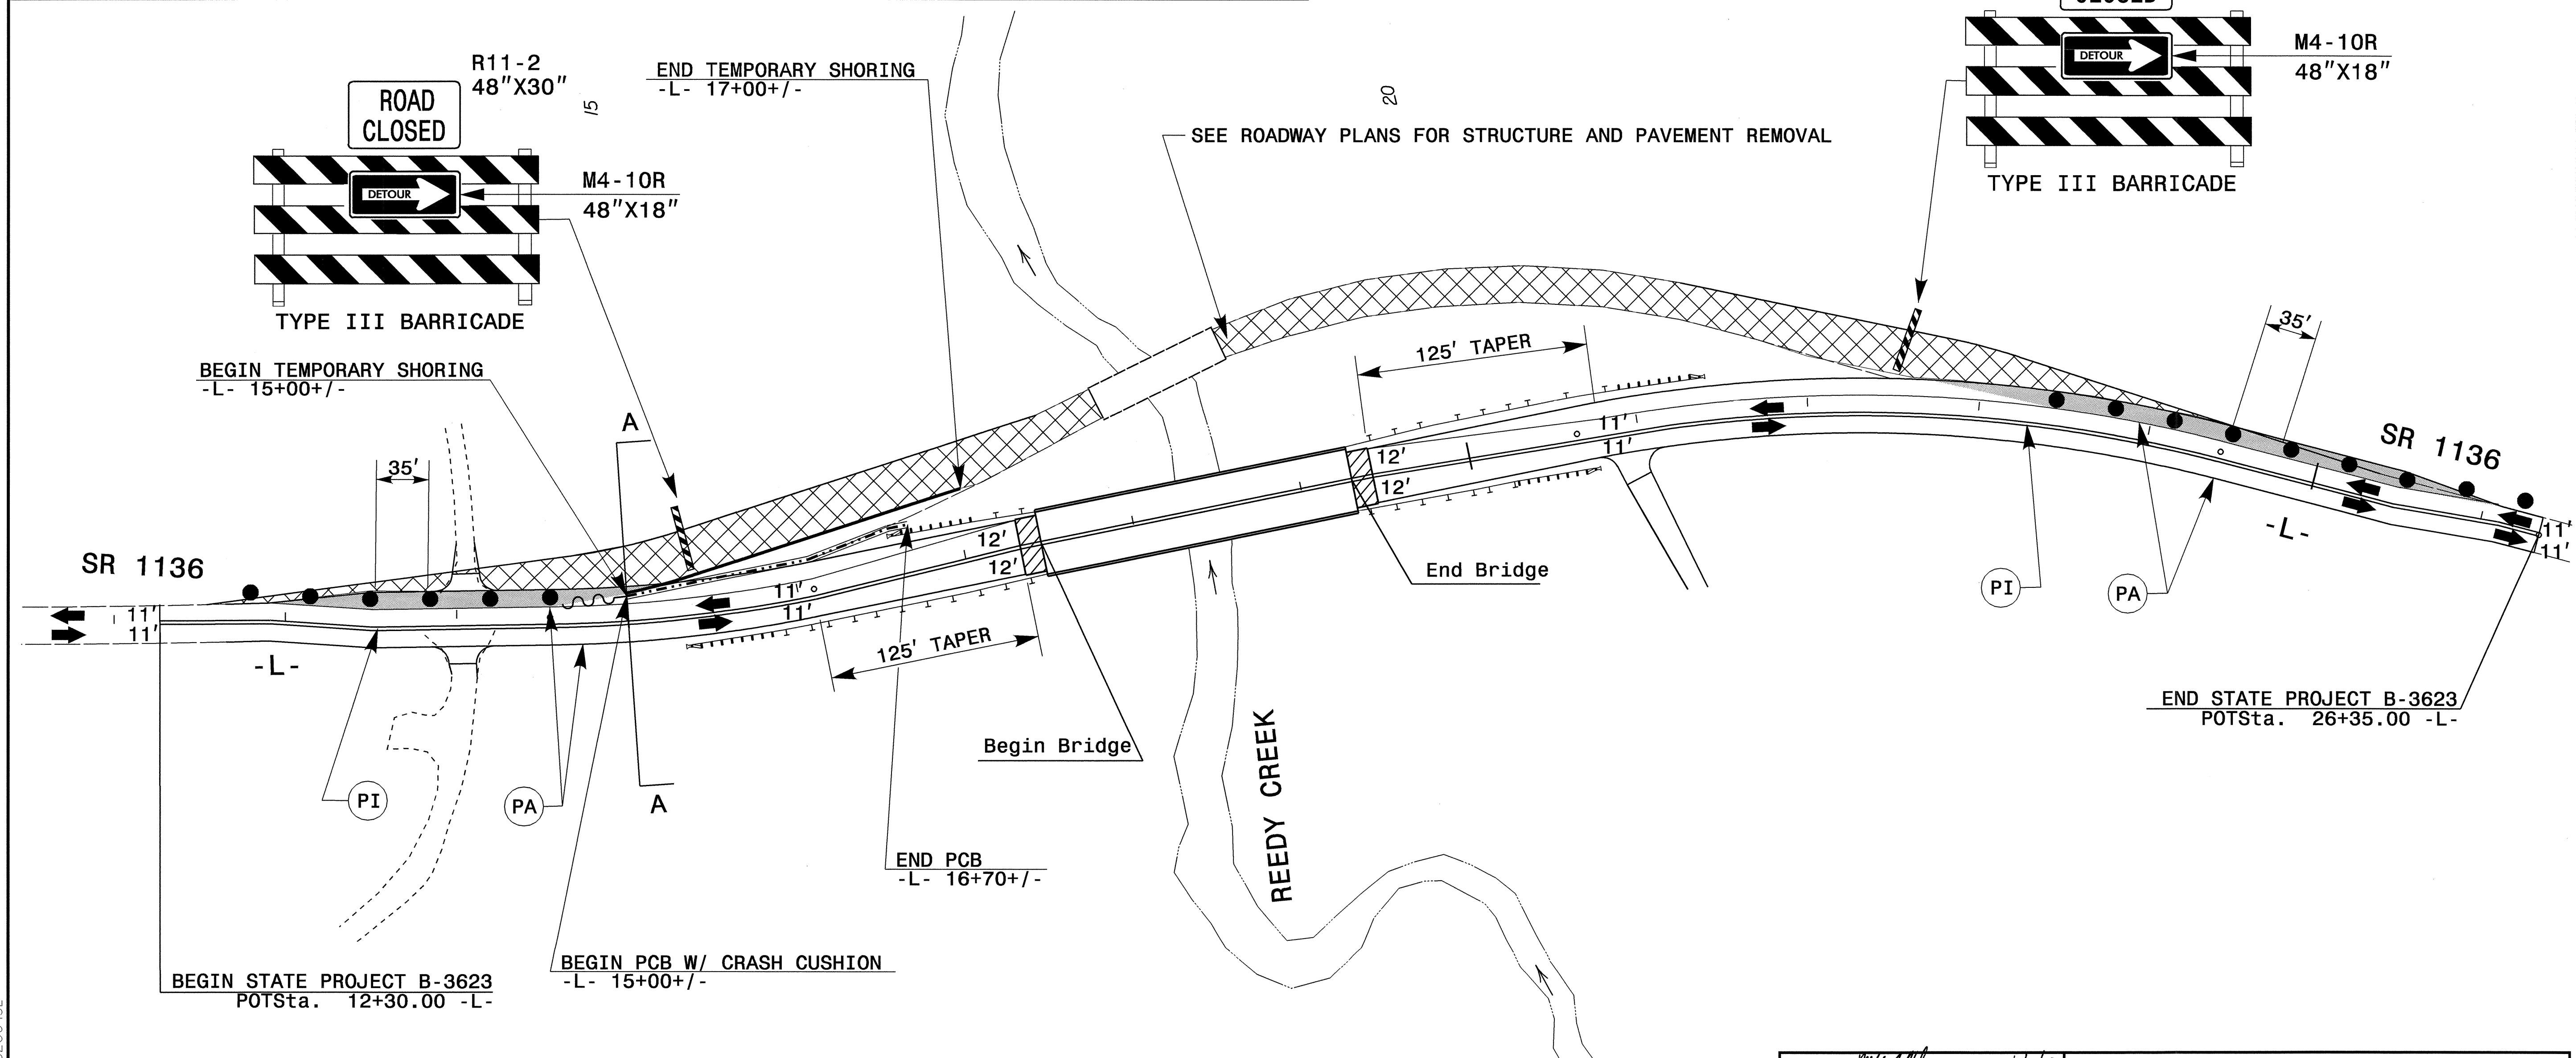 CLOSED
R11-2
48"X30"
ROAD
CLOSED
DETOUR
M4-10R
48"X18"
TYPE III BARRICADE
15
END TEMPORARY SHORING
-L- 17+00+/-
20
SEE ROADWAY PLANS FOR STRUCTURE AND PAVEMENT REMOVAL
DETOUR
M4-10R
48"X18"
TYPE III BARRICADE
BEGIN TEMPORARY SHORING
-L- 15+00+/-
A
35'
125' TAPER
35'
SR 1136
SR 1136
11'
11'
12'
12'
11'
11'
12'
12'
11'
11'
11'
11'
-L-
-L-
125' TAPER
End Bridge
PI
PA
END STATE PROJECT B-3623
POTSta. 26+35.00 -L-
Begin Bridge
REEDY CREEK
PI
PA
A
END PCB
-L- 16+70+/-
BEGIN PCB W/ CRASH CUSHION
-L- 15+00+/-
BEGIN STATE PROJECT B-3623
POTSta. 12+30.00 -L-